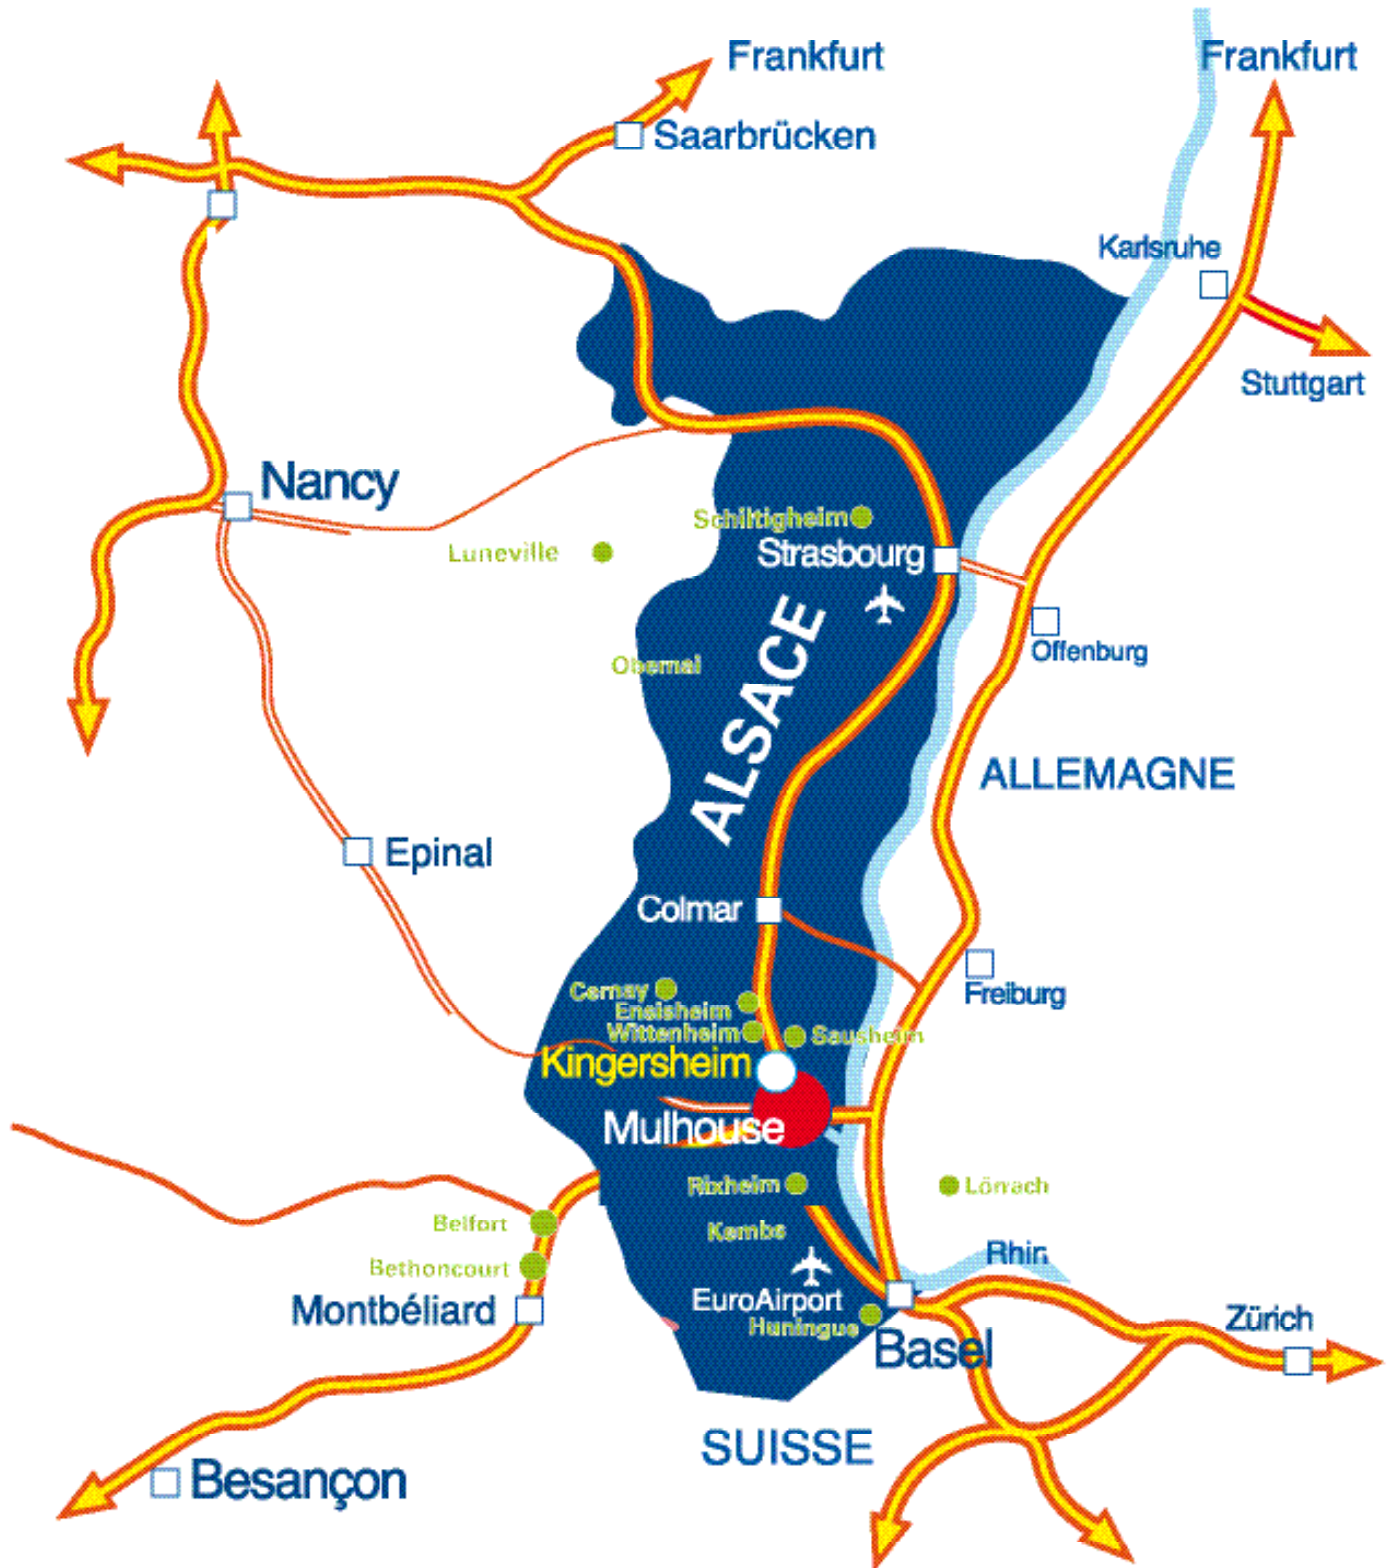 Frankfurt
Frankfurt
Saarbrücken
Karlsruhe
Stuttgart
Nancy
Schiltigheim
Luneville
Strasbourg
ALSACE
Offenburg
Obernai
ALLEMAGNE
Epinal
Colmar
Cernay
Freiburg
Ensisheim
Wittenheim
Sausheim
Kingersheim
Mulhouse
Rixheim
Lörrach
Belfort
Kembs
Rhin
Bethoncourt
EuroAirport
Montbéliard
Huningue
Zürich
Basel
SUISSE
Besançon